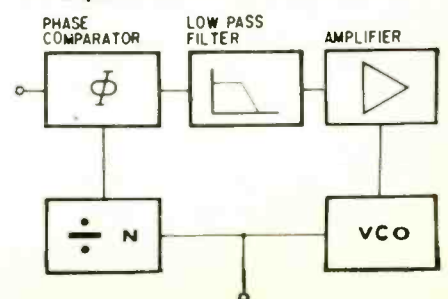 PHASE
COMPARATOR
LOW PASS
FILTER
AMPLIFIER
ϕ
÷ N
VCO